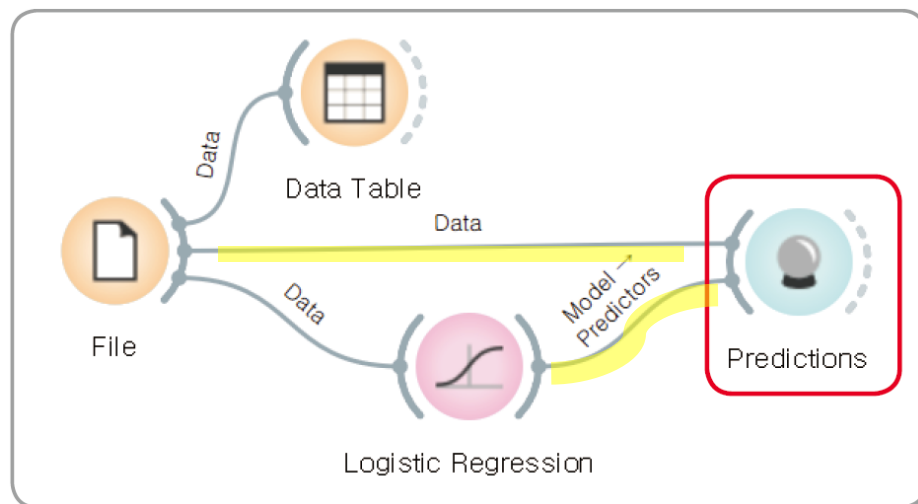 Data
Data Table
Data
File
Data
Model →
Predictors
Predictions
Logistic Regression